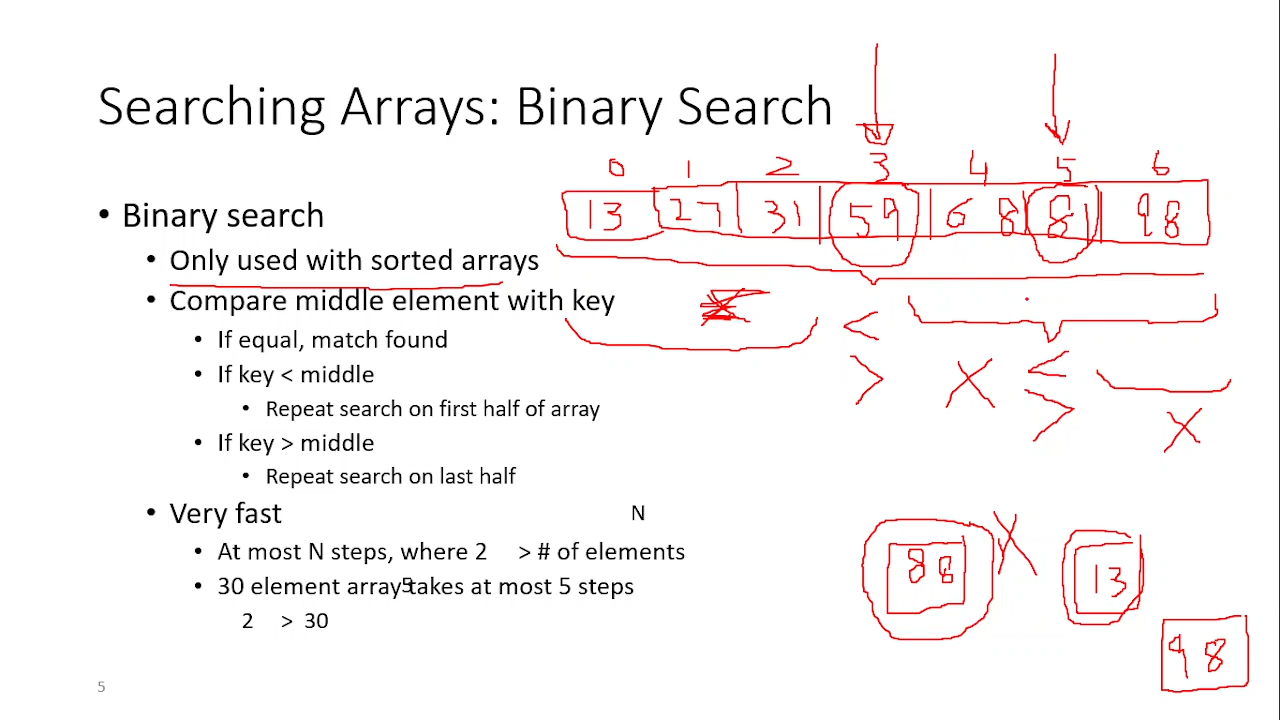 Searching Arrays: Binary Search
0 1 2 3 4 5 6
13 27 31 59 68 81 98
• Binary search
• Only used with sorted arrays
• Compare middle element with key
• If equal, match found
<
• If key < middle
> X <
• Repeat search on first half of array
>
• If key > middle
X
• Repeat search on last half
• Very fast
N
• At most N steps, where 2 > # of elements
X
88 13
• 30 element array takes at most 5 steps
5
2 > 30
98
5